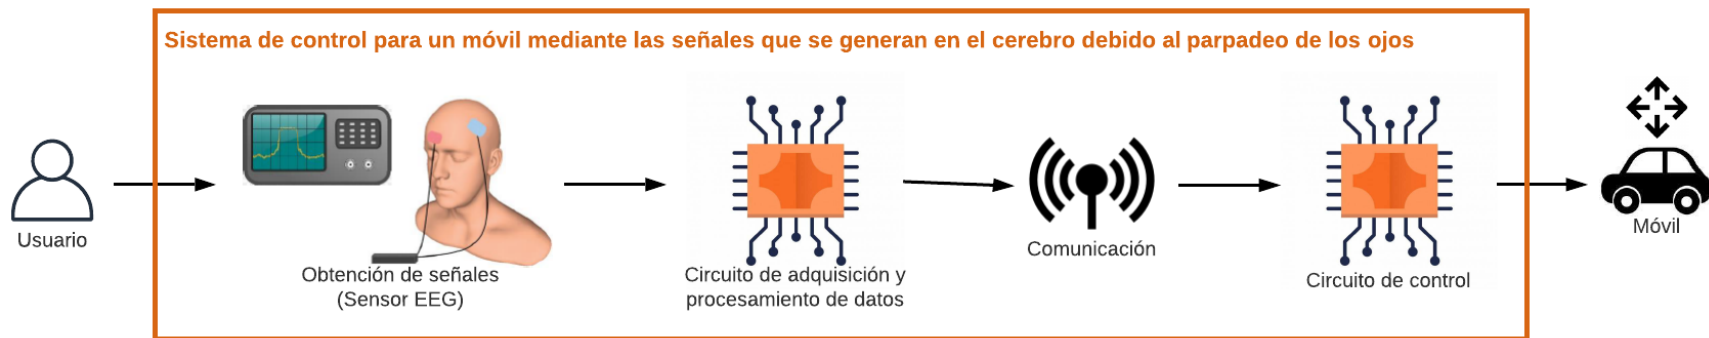 Sistema de control para un móvil mediante las señales que se generan en el cerebro debido al parpadeo de los ojos
Usuario
Obtención de señales
(Sensor EEG)
Circuito de adquisición y
procesamiento de datos
Comunicación
Circuito de control
Móvil